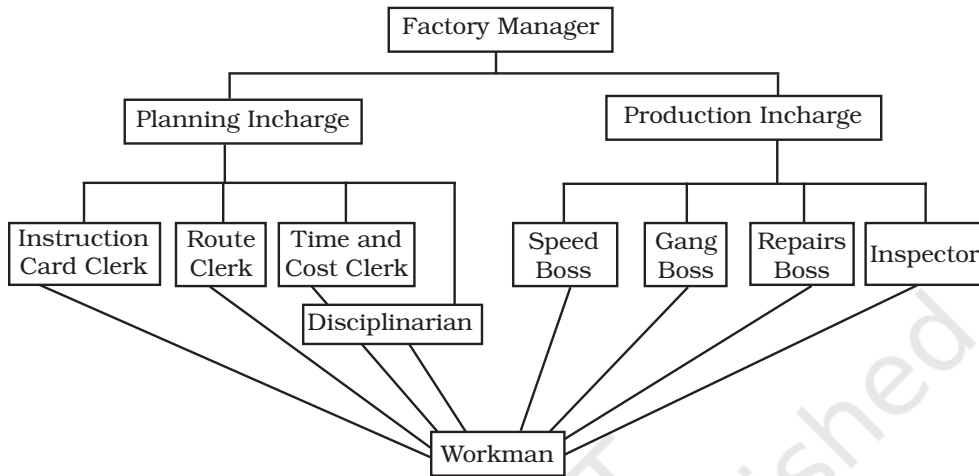 Factory Manager
Planning Incharge
Production Incharge
Instruction
Card Clerk
Route
Clerk
Time and
Cost Clerk
Disciplinarian
Speed
Boss
Gang
Boss
Repairs
Boss
Inspector
Workman
shed